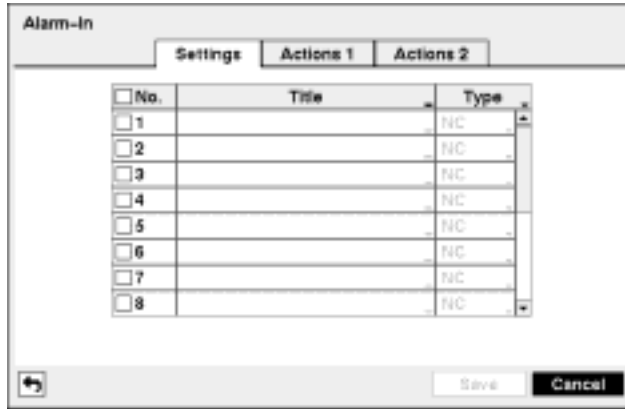 Alarm-In
Settings Actions 1 Actions 2
No. Title Type
1 NC
2 NC
3 NC
4 NC
5 NC
6 NC
7 NC
8 NC
Save Cancel